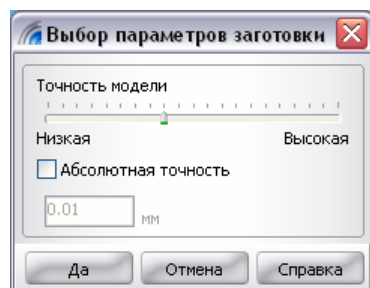 Выбор параметров заготовки
Точность модели
Низкая Высокая
Абсолютная точность
0.01 мм
Да Отмена Справка